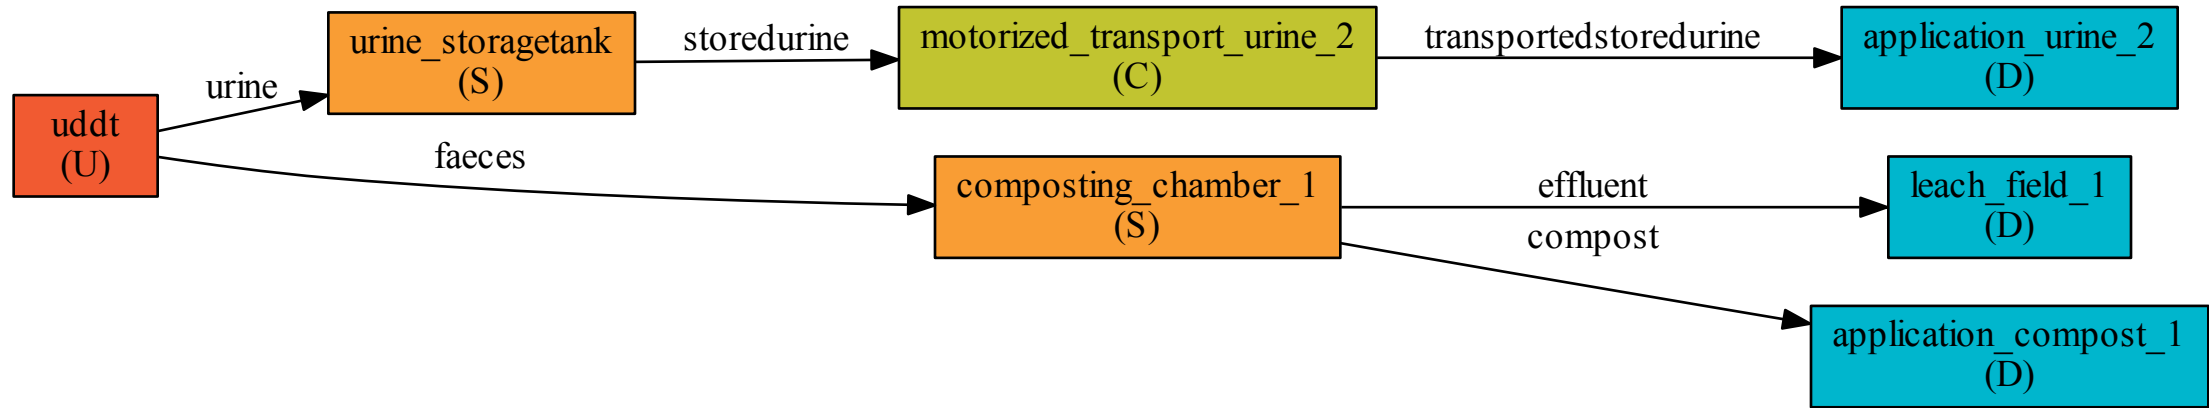 uddt
(U)
urine
faeces
urine_storagetank
(S)
storedurine
motorized_transport_urine_2
(C)
transportedstoredurine
application_urine_2
(D)
composting_chamber_1
(S)
effluent
compost
leach_field_1
(D)
application_compost_1
(D)